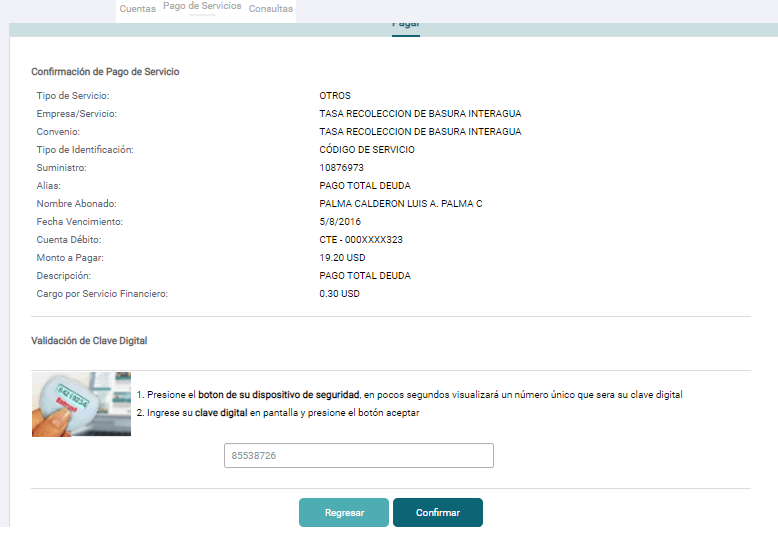 Cuentas Pago de Servicios Consultas
Pagar
Confirmación de Pago de Servicio
Tipo de Servicio: OTROS
Empresa/Servicio: TASA RECOLECCION DE BASURA INTERAGUA
Convenio: TASA RECOLECCION DE BASURA INTERAGUA
Tipo de Identificación: CÓDIGO DE SERVICIO
Suministro: 10876973
Alias: PAGO TOTAL DEUDA
Nombre Abonado: PALMA CALDERON LUIS A. PALMA C
Fecha Vencimiento: 5/8/2016
Cuenta Débito: CTE - 000XXXX323
Monto a Pagar: 19.20 USD
Descripción: PAGO TOTAL DEUDA
Cargo por Servicio Financiero: 0.30 USD
Validación de Clave Digital
64219234
Entrust
1. Presione el boton de su dispositivo de seguridad, en pocos segundos visualizará un número único que sera su clave digital
2. Ingrese su clave digital en pantalla y presione el botón aceptar
85538726
Regresar Confirmar